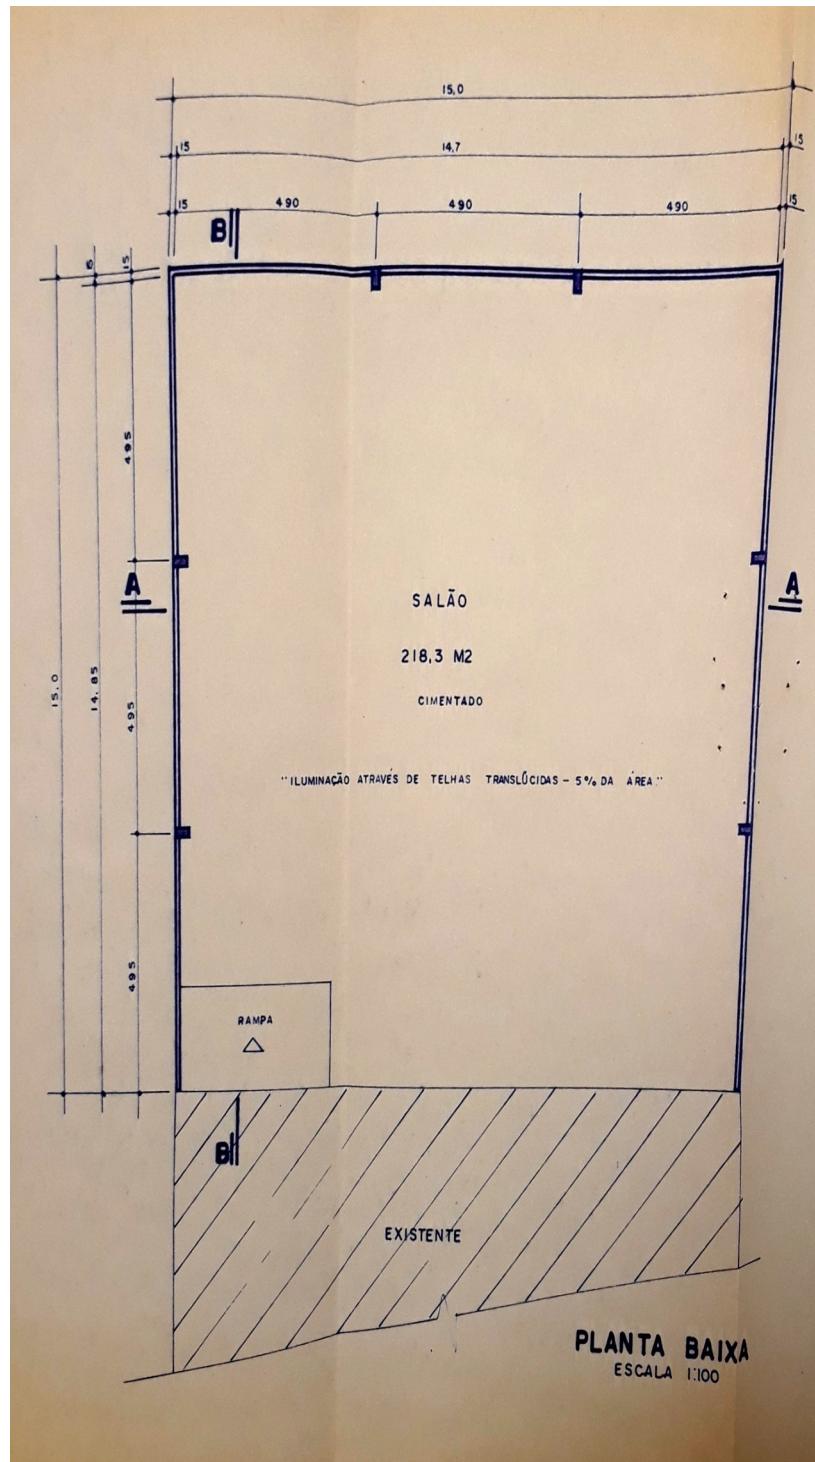 15,0
15 14,7 15
15 490 490 490 15
B
15 15
495
A A
SALÃO
218,3 M2
CIMENTADO
15.0 14.85 495
"ILUMINAÇÃO ATRAVÉS DE TELHAS TRANSLÚCIDAS - 5% DA ÁREA."
495
RAMPA
B
EXISTENTE
PLANTA BAIXA
ESCALA 1:100